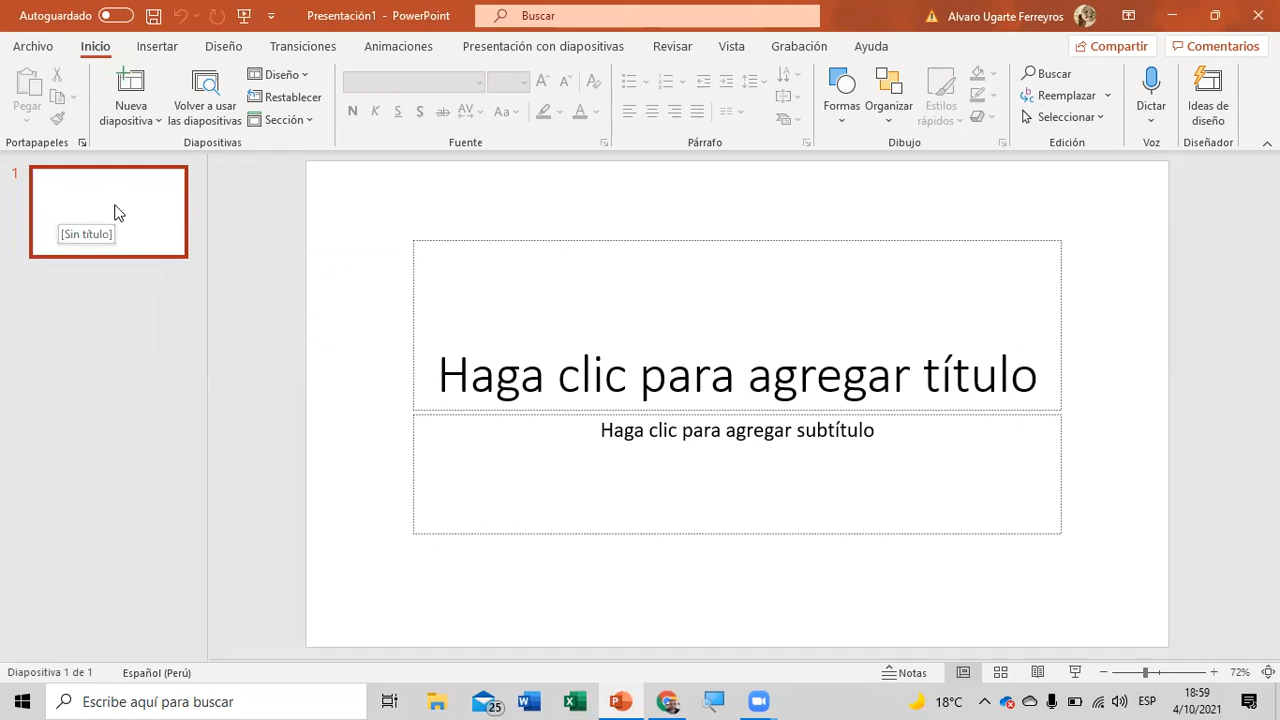 Autoguardado
Presentación1 - PowerPoint
Buscar
Alvaro Ugarte Ferreyros
Archivo Inicio Insertar Diseño Transiciones Animaciones Presentación con diapositivas Revisar Vista Grabación Ayuda Compartir Comentarios
Pegar
Nueva diapositiva
Volver a usar las diapositivas
Diseño
Restablecer
Sección
N K S S ab AV Aa A
Formas
Organizar
Estilos rápidos
Buscar
Reemplazar
Seleccionar
Dictar
Ideas de diseño
Portapapeles Diapositivas Fuente Párrafo Dibujo Edición Voz Diseñador
1
[Sin título]
Haga clic para agregar título
Haga clic para agregar subtítulo
Diapositiva 1 de 1 Español (Perú) Notas 72%
Escribe aquí para buscar
25
18°C
ESP
18:59
4/10/2021